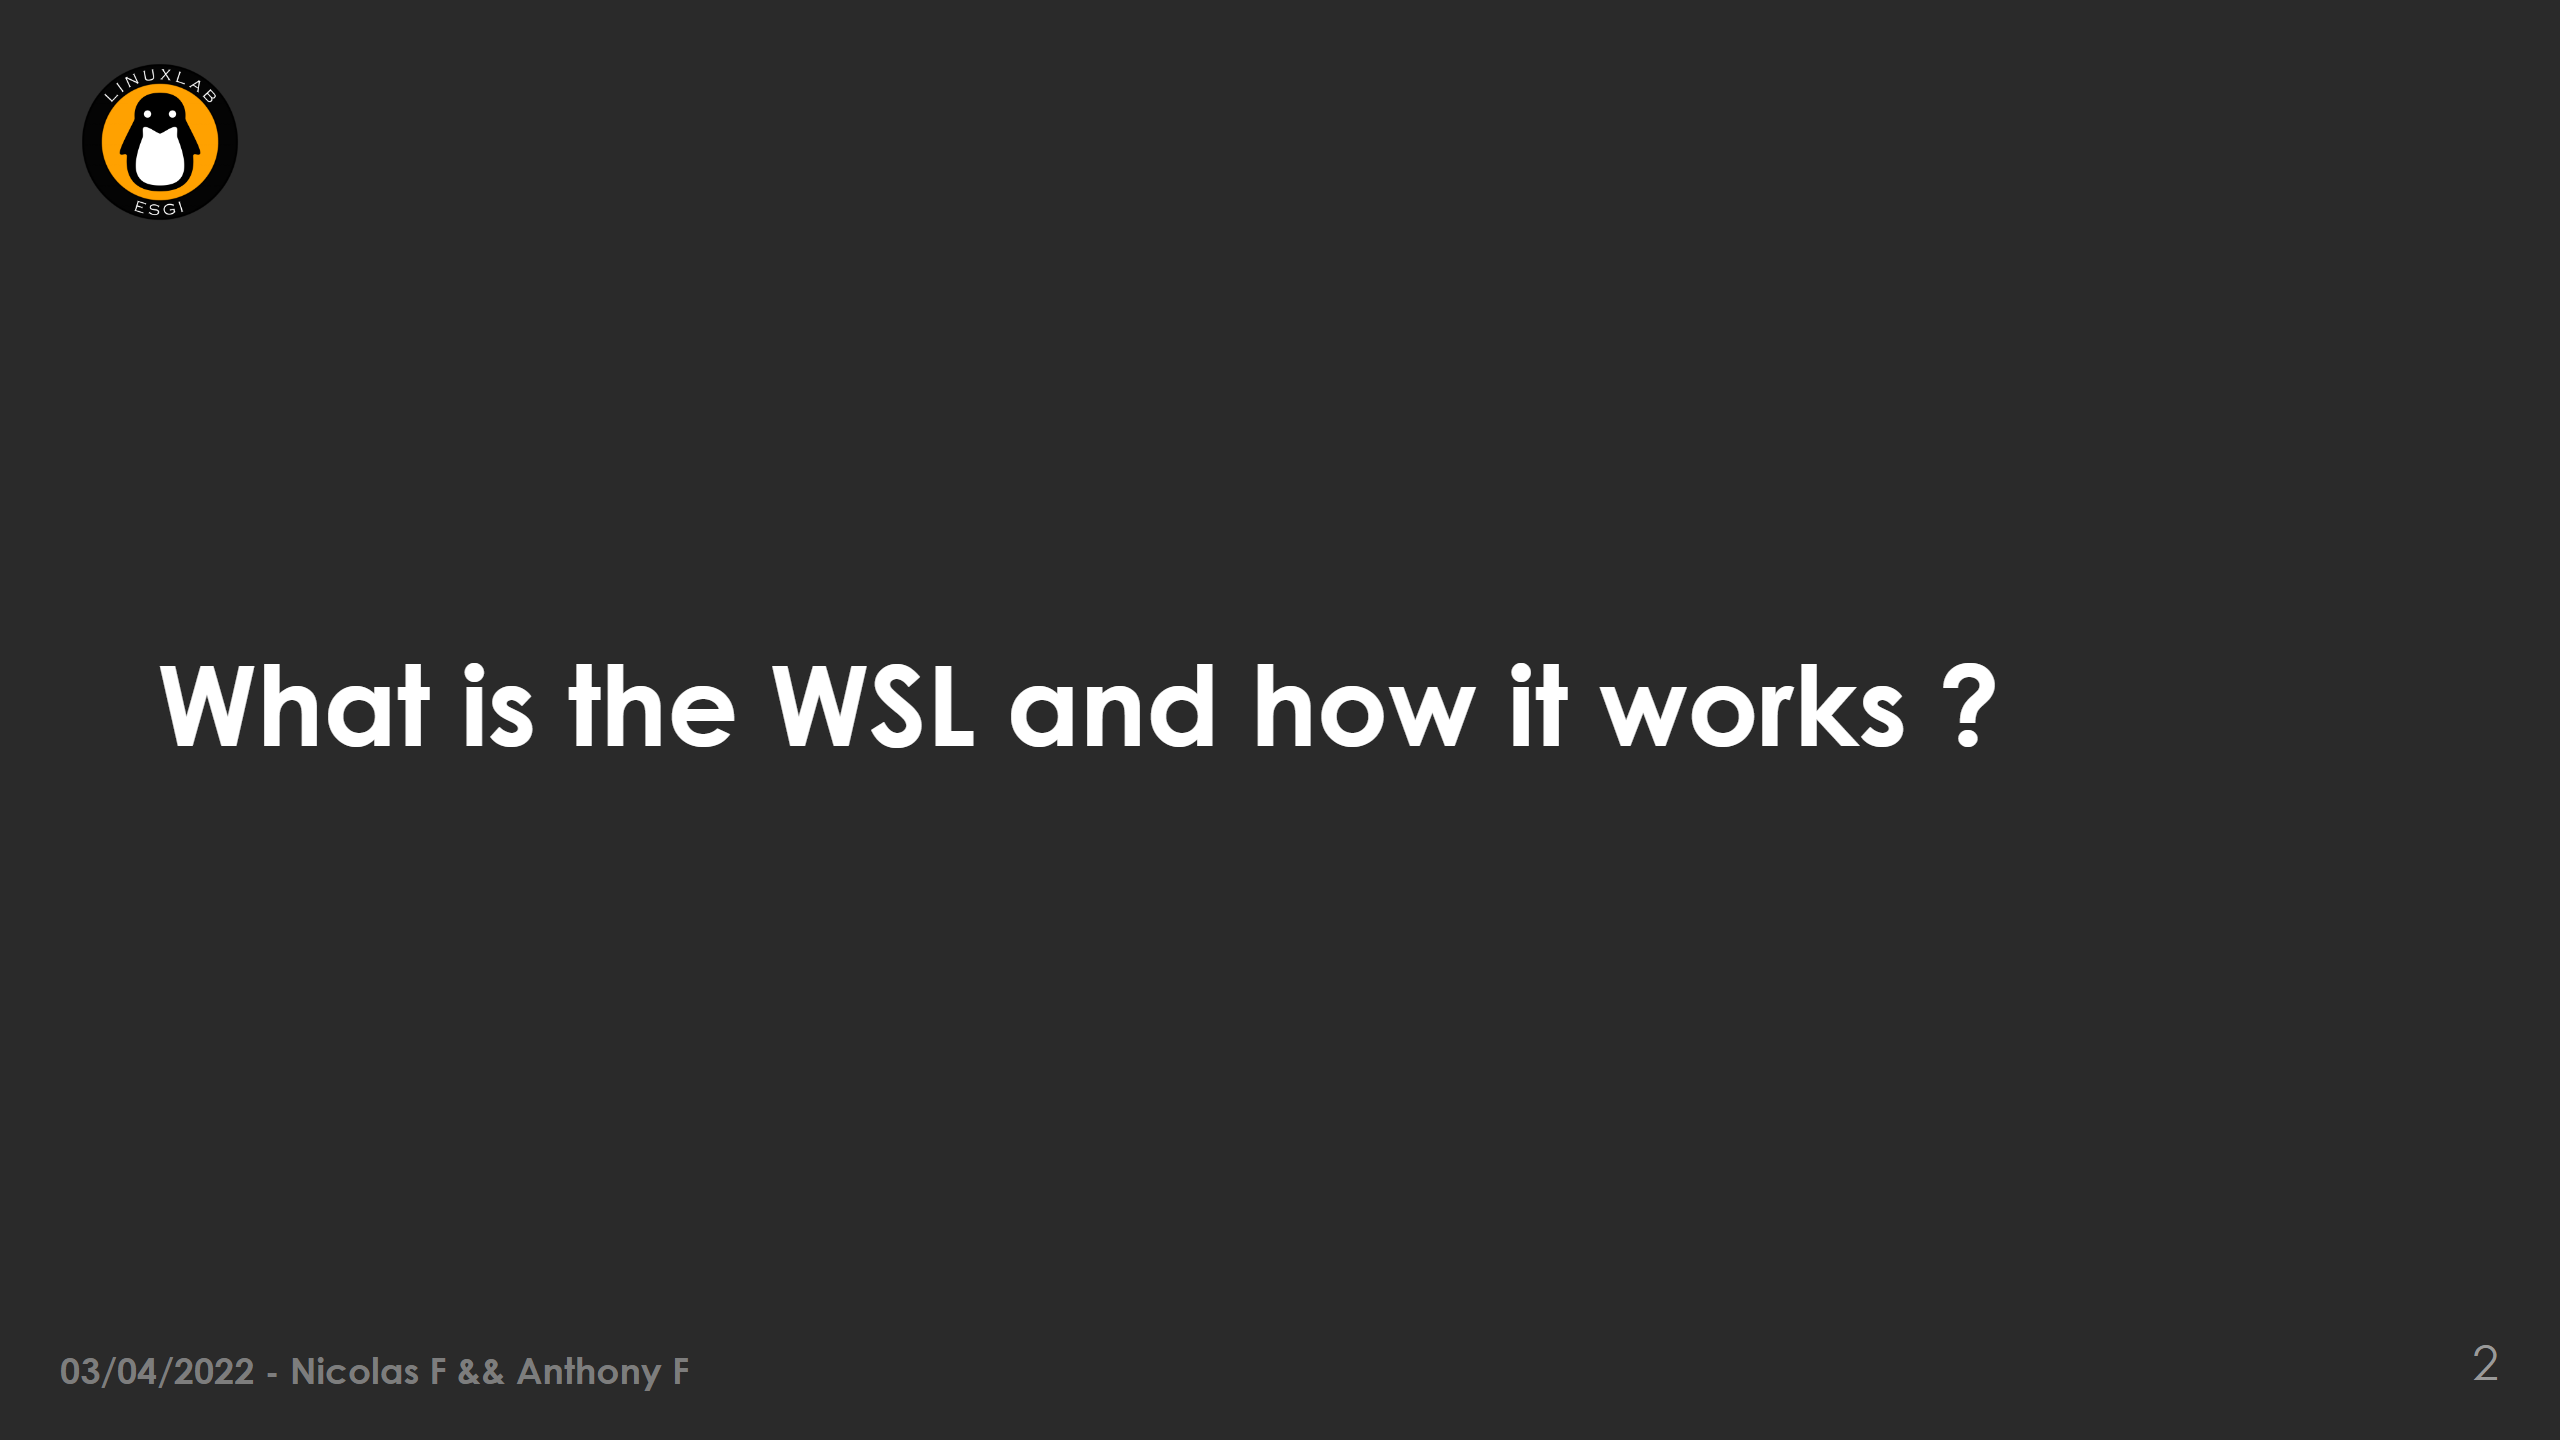 LINUXLAB
ESGI
What is the WSL and how it works ?
03/04/2022 - Nicolas F && Anthony F
2